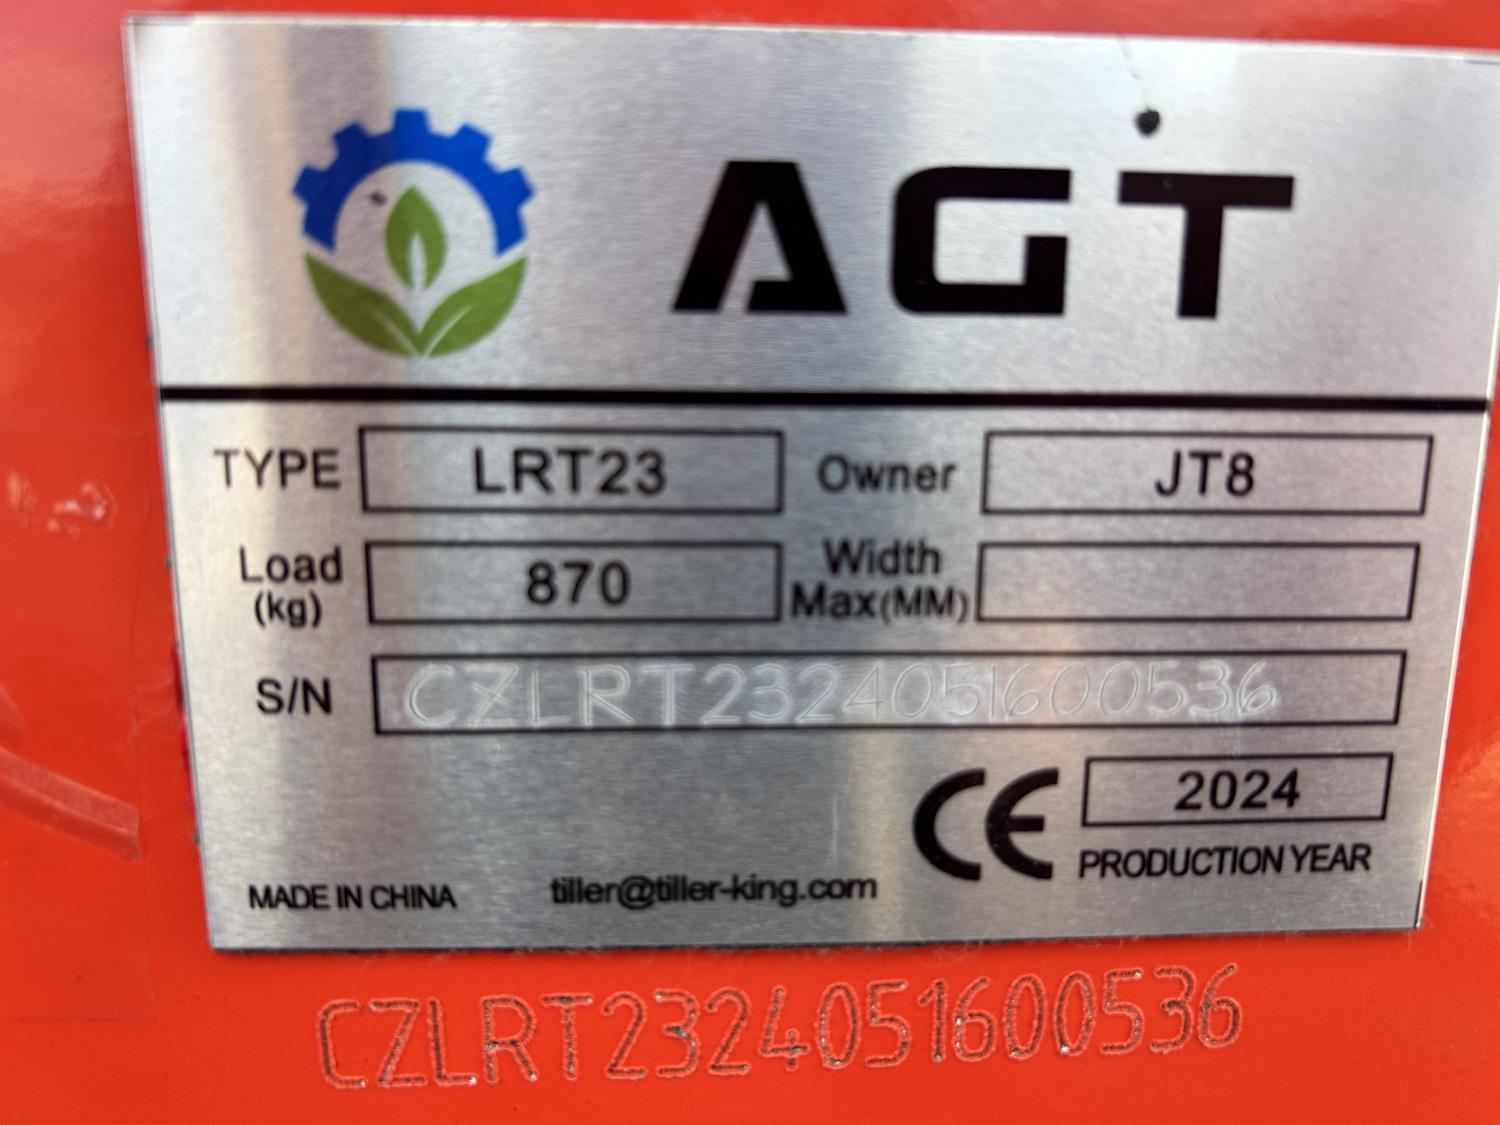 AGT
TYPE LRT23 Owner JT8
Load (kg) 870 Width Max(MM)
S/N CZLRT2324051600536
CE 2024
PRODUCTION YEAR
MADE IN CHINA tiller@tiller-king.com
CZLRT2324051600536